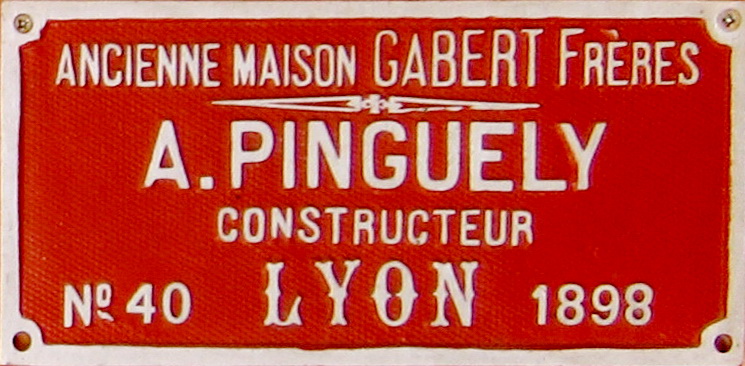 ANCIENNE MAISON GABERT FRÈRES
A. PINGUELY
CONSTRUCTEUR
Nº 40 LYON 1898